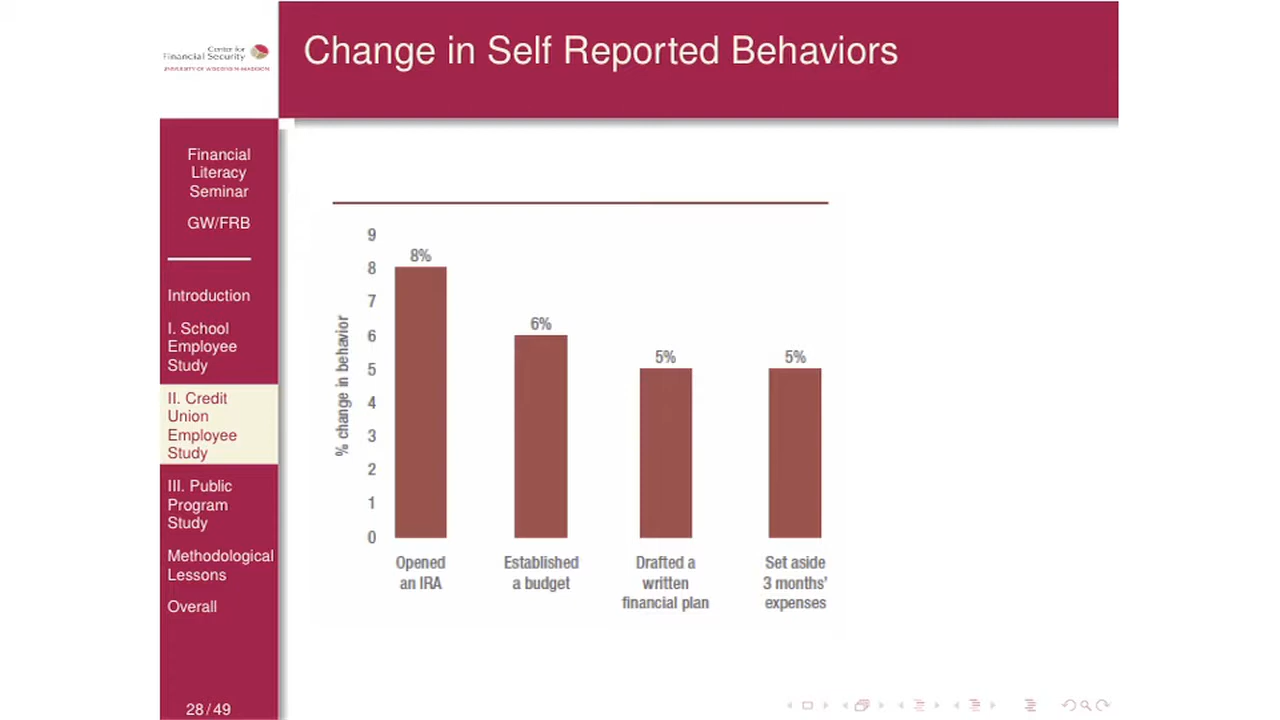 Center for
Financial Security
UNIVERSITY OF WISCONSIN-MADISON
Change in Self Reported Behaviors
Financial
Literacy
Seminar
GW/FRB
Introduction
I. School
Employee
Study
II. Credit
Union
Employee
Study
III. Public
Program
Study
Methodological
Lessons
Overall
28/49
% change in behavior
9
8
7
6
5
4
3
2
1
0
8%
6%
5%
5%
Opened
an IRA
Established
a budget
Drafted a
written
financial plan
Set aside
3 months’
expenses